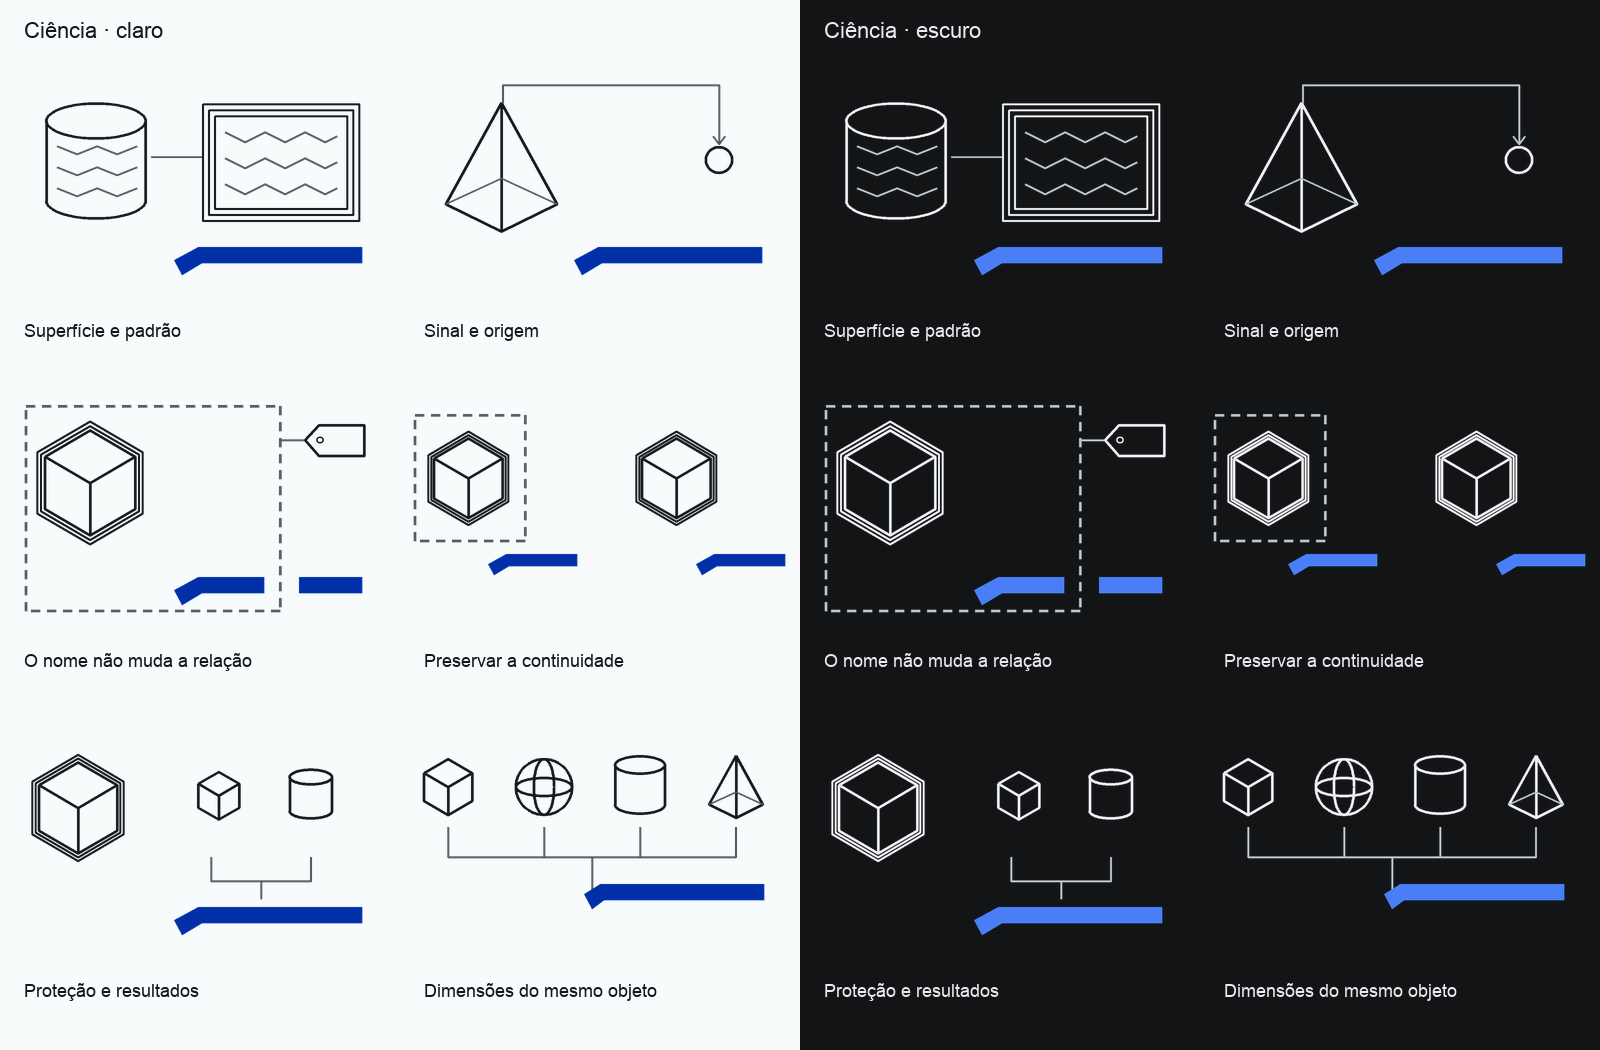 Ciência · claro
Superfície e padrão
Sinal e origem
O nome não muda a relação
Preservar a continuidade
Proteção e resultados
Dimensões do mesmo objeto
Ciência · escuro
Superfície e padrão
Sinal e origem
O nome não muda a relação
Preservar a continuidade
Proteção e resultados
Dimensões do mesmo objeto